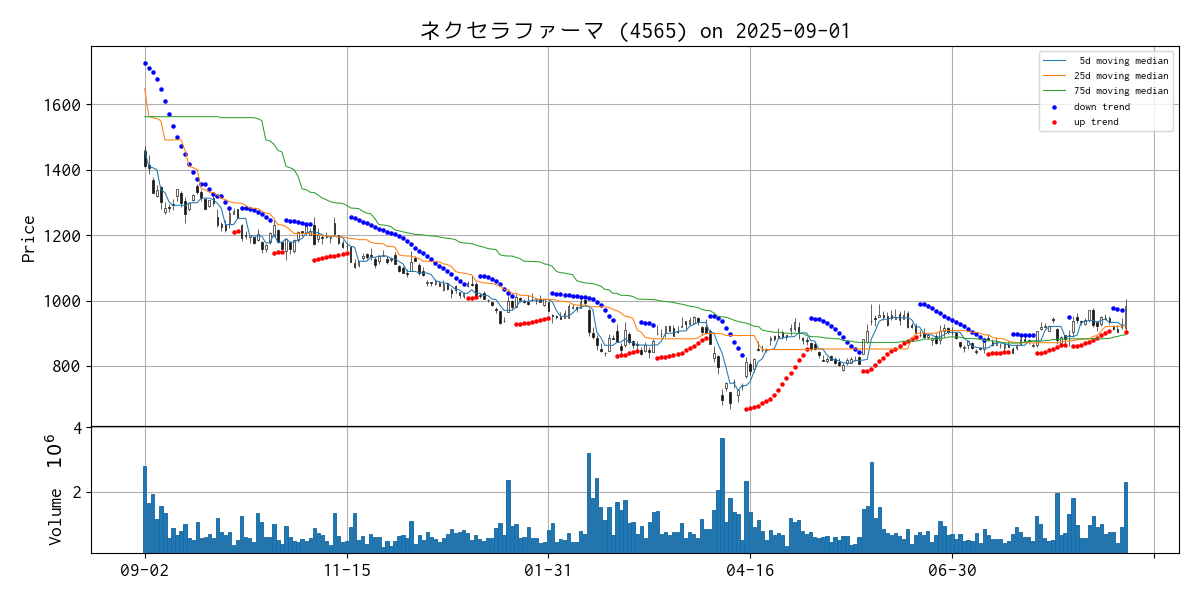 ネクセラファーマ (4565) on 2025-09-01
5d moving median
25d moving median
75d moving median
down trend
up trend
Price
1600
1400
1200
1000
800
Volume 10^6
4
2
09-02
11-15
01-31
04-16
06-30